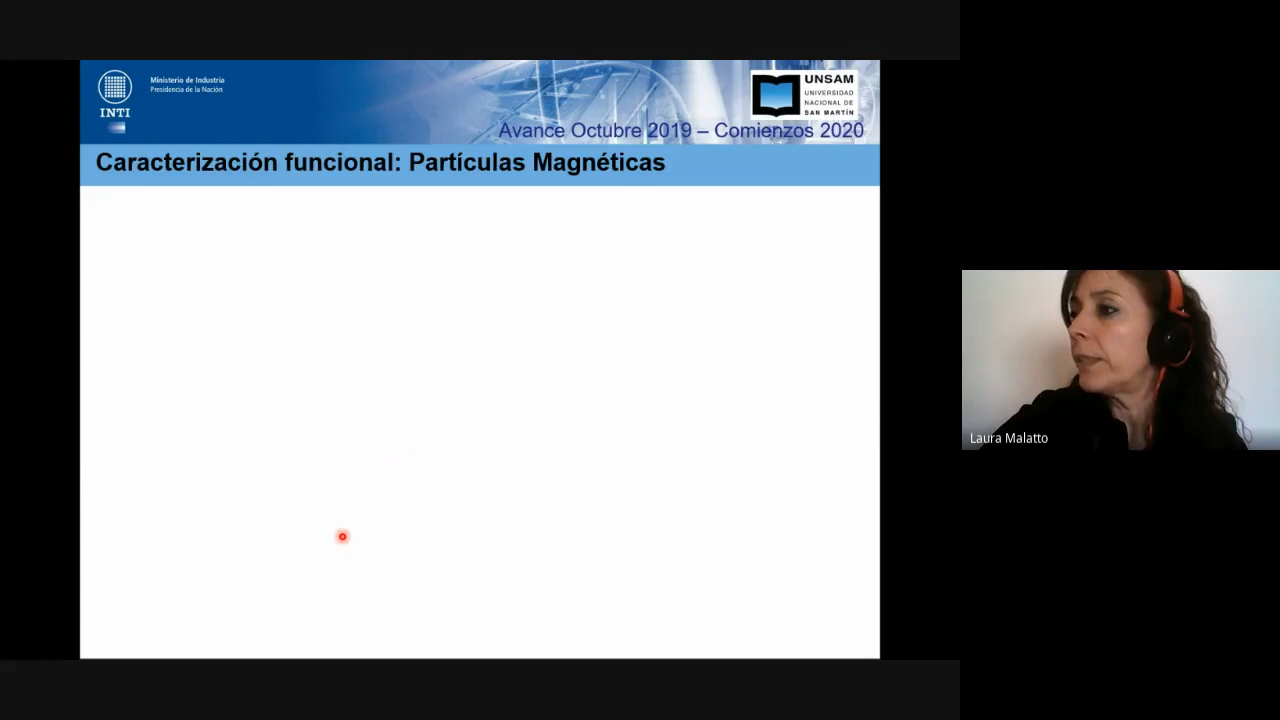 Ministerio de Industria
Presidencia de la Nación
INTI
UNSAM
UNIVERSIDAD
NACIONAL DE
SAN MARTÍN
Avance Octubre 2019 – Comienzos 2020
Caracterización funcional: Partículas Magnéticas
Laura Malatto